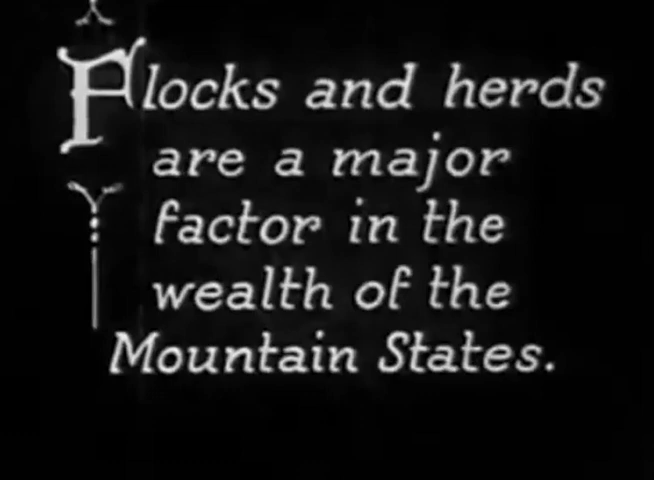 Flocks and herds
are a major
factor in the
wealth of the
Mountain States.